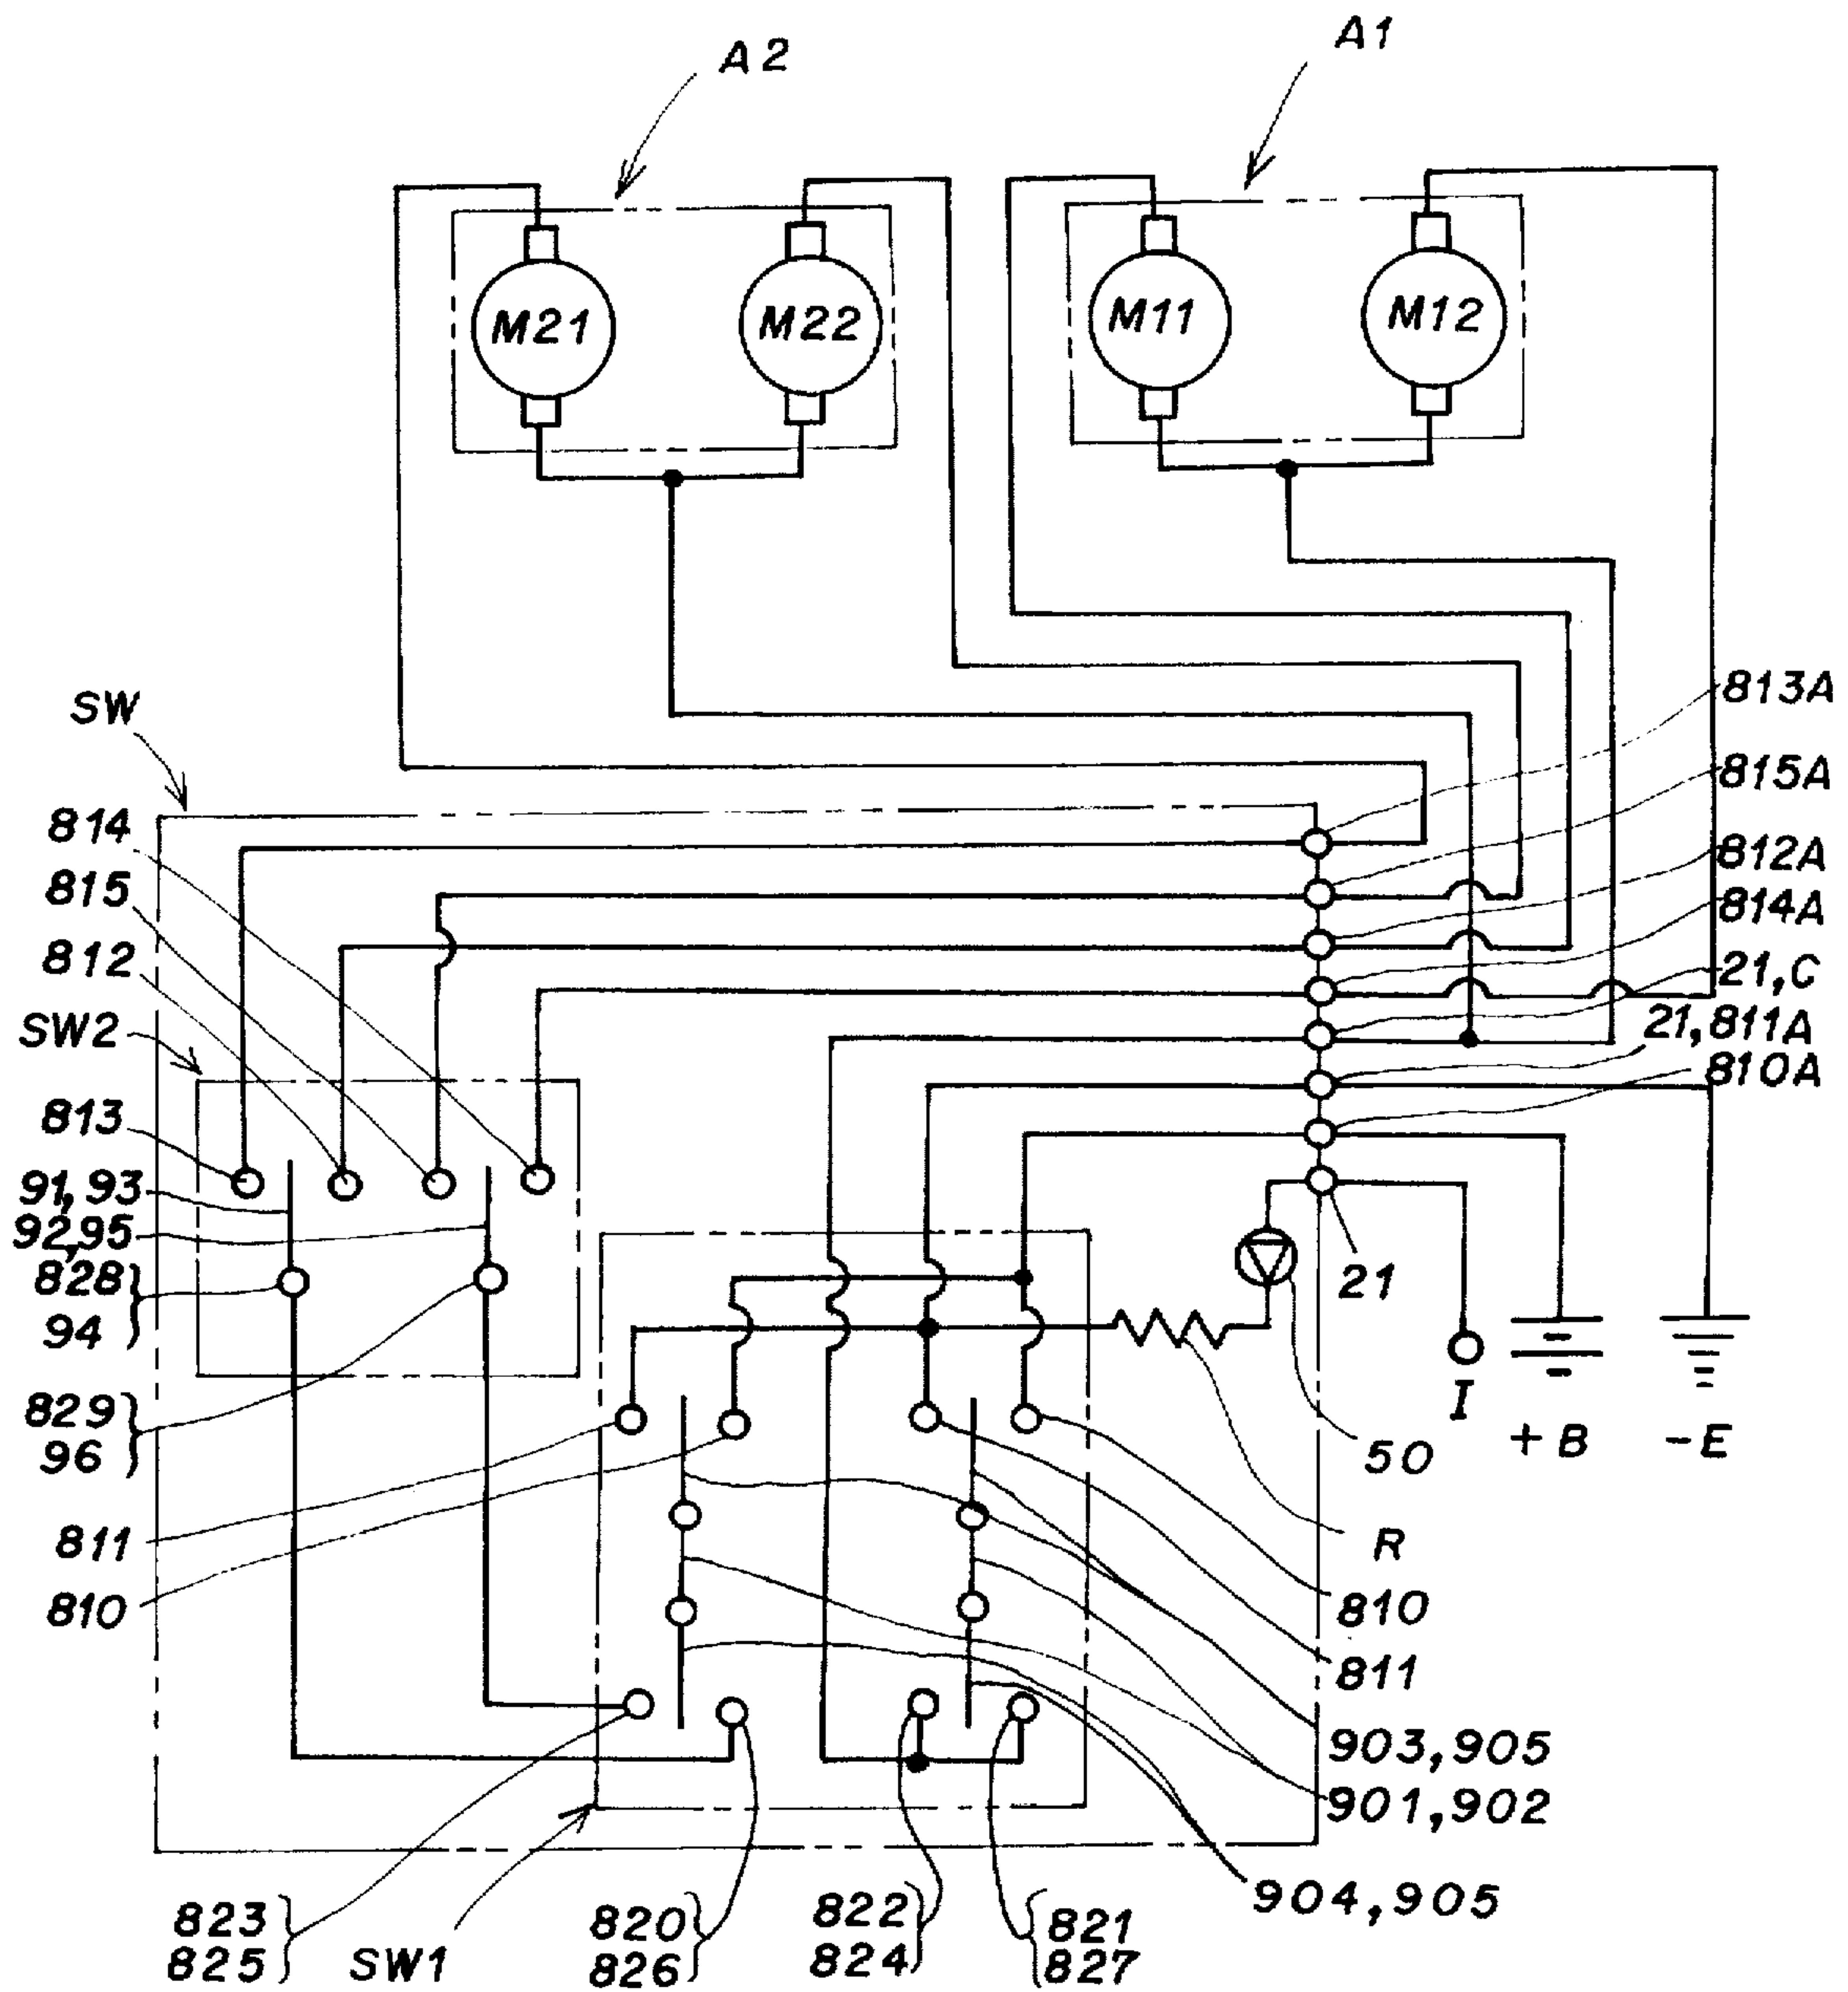 A2
A1
M21
M22
M11
M12
SW
813A
814
815A
815
812A
814A
812
21,C
SW2
21,811A
810A
813
91,93
92,95
828
94
21
I
+B
-E
829
96
50
811
R
810
810
811
903,905
901,902
904,905
823
825
SW1
820
826
822
824
821
827